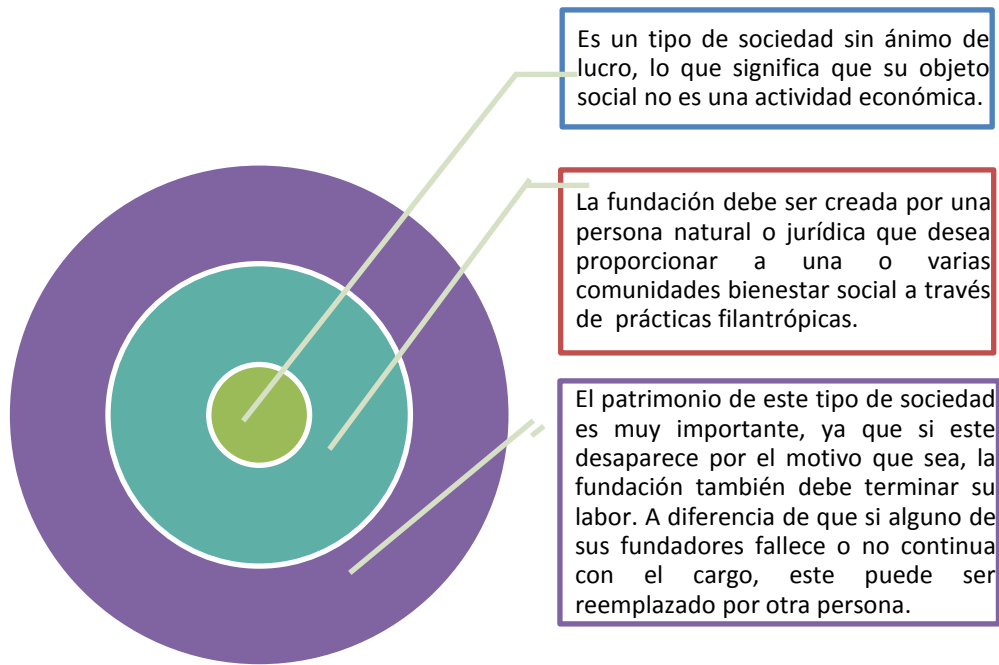 Es un tipo de sociedad sin ánimo de
lucro, lo que significa que su objeto
social no es una actividad económica.
La fundación debe ser creada por una
persona natural o jurídica que desea
proporcionar a una o varias
comunidades bienestar social a través
de prácticas filantrópicas.
El patrimonio de este tipo de sociedad
es muy importante, ya que si este
desaparece por el motivo que sea, la
fundación también debe terminar su
labor. A diferencia de que si alguno de
sus fundadores fallece o no continua
con el cargo, este puede ser
reemplazado por otra persona.